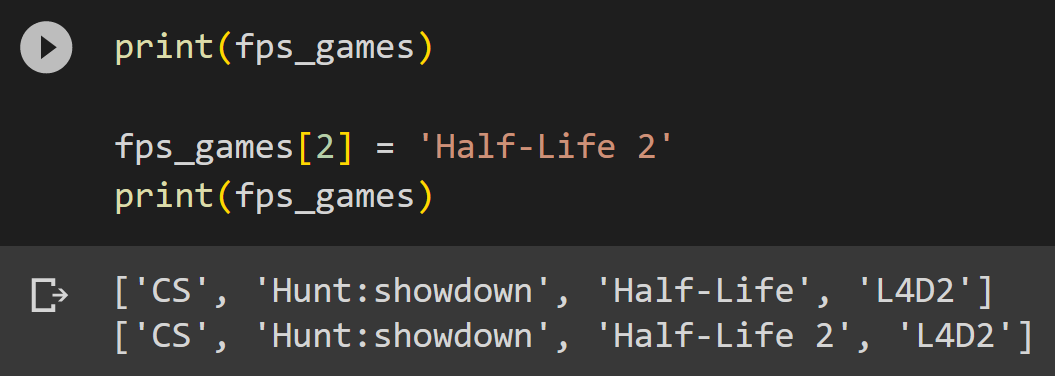 print(fps_games)
fps_games[2] = 'Half-Life 2'
print(fps_games)
['CS', 'Hunt:showdown', 'Half-Life', 'L4D2']
['CS', 'Hunt:showdown', 'Half-Life 2', 'L4D2']